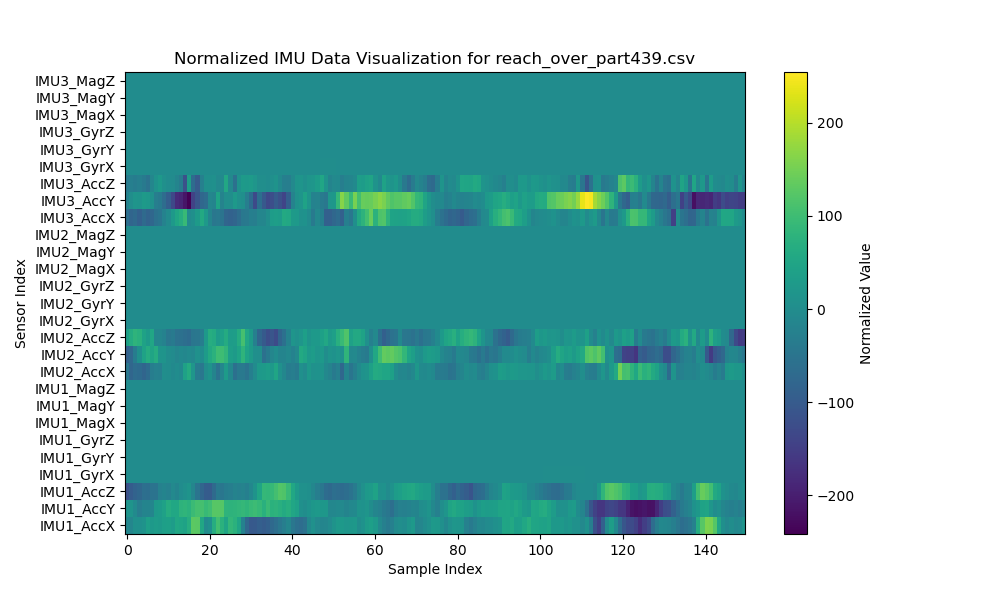 Normalized IMU Data Visualization for reach_over_part439.csv
IMU3_MagZ
IMU3_MagY
IMU3_MagX
IMU3_GyrZ
IMU3_GyrY
IMU3_GyrX
IMU3_AccZ
IMU3_AccY
IMU3_AccX
IMU2_MagZ
IMU2_MagY
IMU2_MagX
IMU2_GyrZ
IMU2_GyrY
IMU2_GyrX
IMU2_AccZ
IMU2_AccY
IMU2_AccX
IMU1_MagZ
IMU1_MagY
IMU1_MagX
IMU1_GyrZ
IMU1_GyrY
IMU1_GyrX
IMU1_AccZ
IMU1_AccY
IMU1_AccX
Sensor Index
0 20 40 60 80 100 120 140
Sample Index
200
100
0
−100
−200
Normalized Value